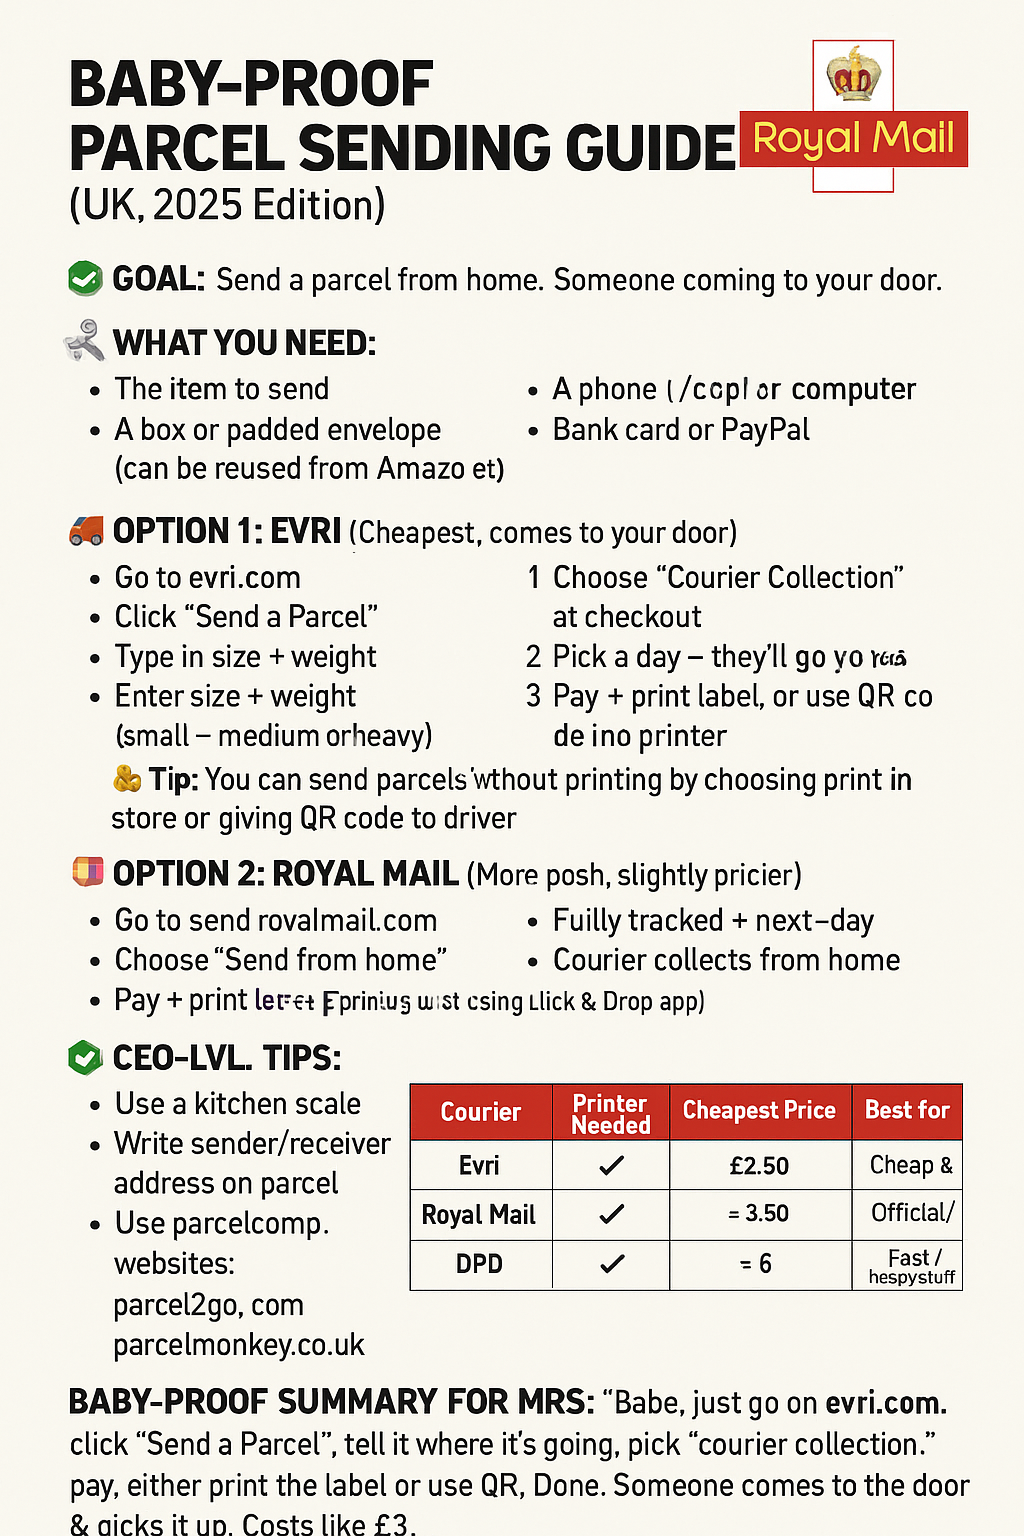 BABY-PROOF
PARCEL SENDING GUIDE
Royal Mail
(UK, 2025 Edition)
GOAL: Send a parcel from home. Someone coming to your door.
WHAT YOU NEED:
• The item to send
• A box or padded envelope
(can be reused from Amazo et)
• A phone ( /copl or computer
• Bank card or PayPal
OPTION 1: EVRI (Cheapest, comes to your door)
• Go to evri.com
• Click “Send a Parcel”
• Type in size + weight
• Enter size + weight
(small – medium orheavy)
1 Choose “Courier Collection”
at checkout
2 Pick a day – they’ll go yo
3 Pay + print label, or use QR co
de ino printer
Tip: You can send parcels 'wthout printing by choosing print in
store or giving QR code to driver
OPTION 2: ROYAL MAIL (More posh, slightly pricier)
• Go to send rovalmail.com
• Choose “Send from home”
• Pay + print using Llick & Drop app)
• Fuilly tracked + next-day
• Courier collects from home
CEO-LVL. TIPS:
• Use a kitchen scale
• Write sender/receiver
address on parcel
• Use parcelcomp.
websites:
parcel2go, com
parcelmonkey.co.uk
Courier Printer Needed Cheapest Price Best for
Evri ✓ £2.50 Cheap &
Royal Mail ✓ = 3.50 Officlal/
DPD ✓ = 6 Fast / hespystuff
BABY-PROOF SUMMARY FOR MRS: “Babe, just go on evri.com.
click “Send a Parcel”, tell it where it’s going, pick “courier collection.”
pay, either print the label or use QR, Done. Someone comes to the door
& gicks it up. Costs like £3.